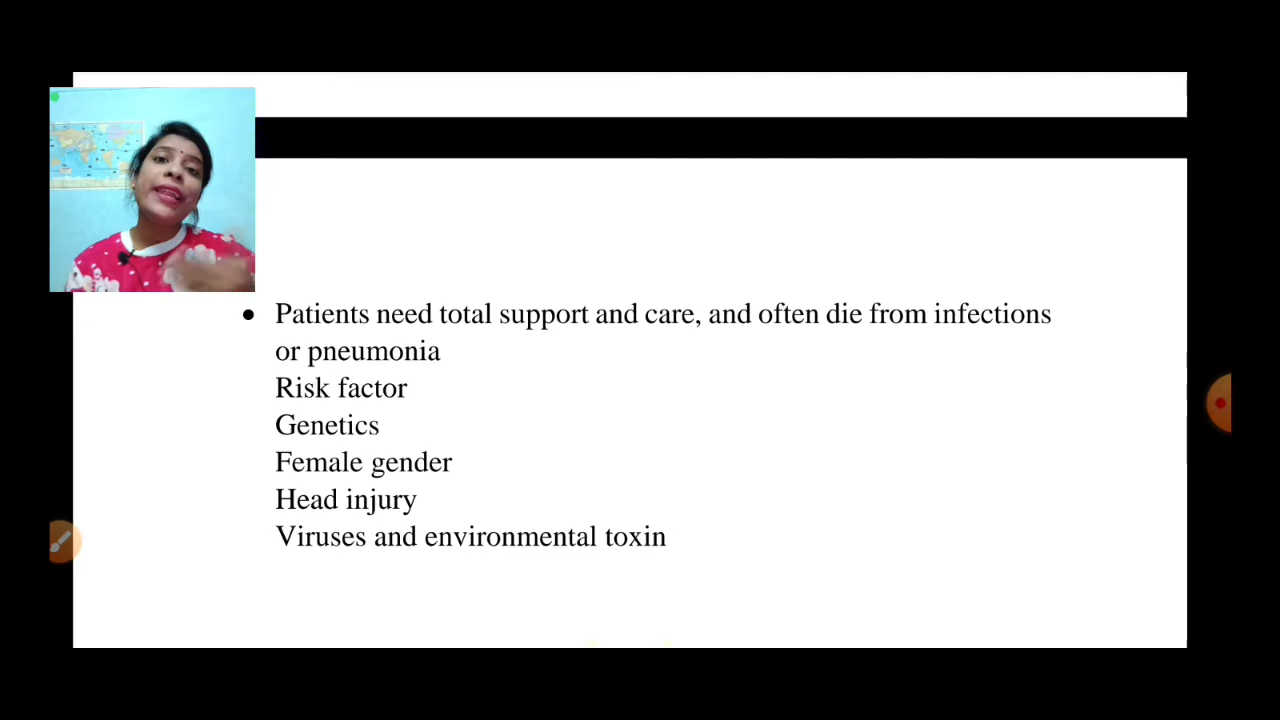 Patients need total support and care, and often die from infections
or pneumonia
Risk factor
Genetics
Female gender
Head injury
Viruses and environmental toxin